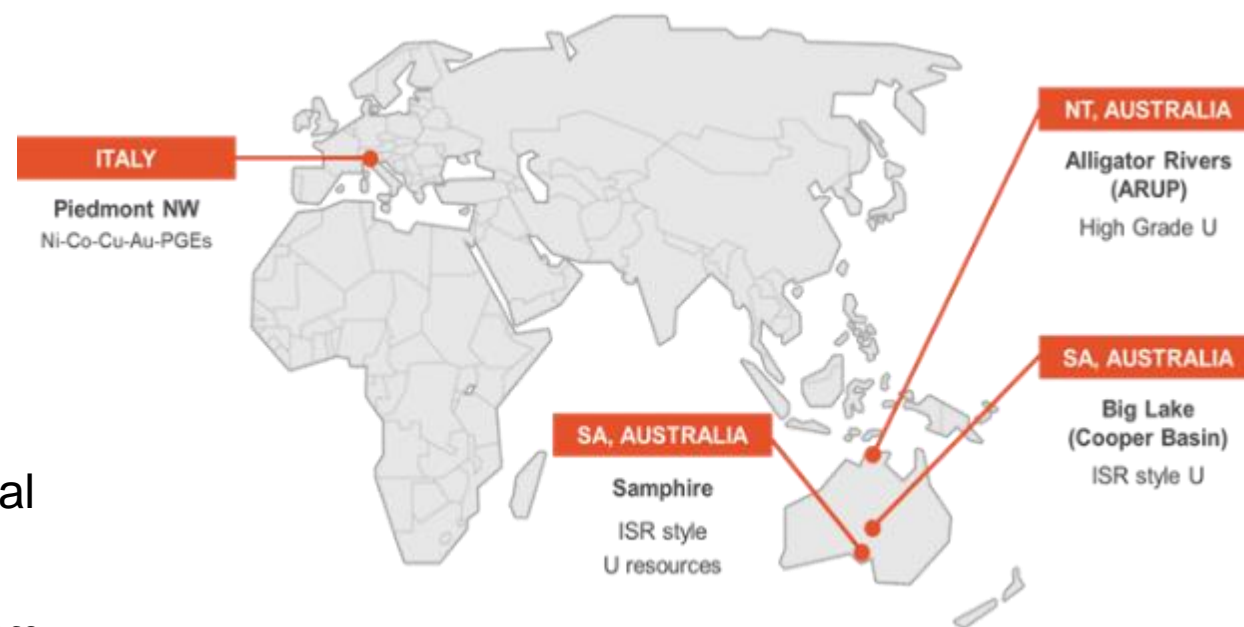 ITALY
Piedmont NW
Ni-Co-Cu-Au-PGEs
NT, AUSTRALIA
Alligator Rivers
(ARUP)
High Grade U
SA, AUSTRALIA
Big Lake
(Cooper Basin)
ISR style U
SA, AUSTRALIA
Samphire
ISR style
U resources
al